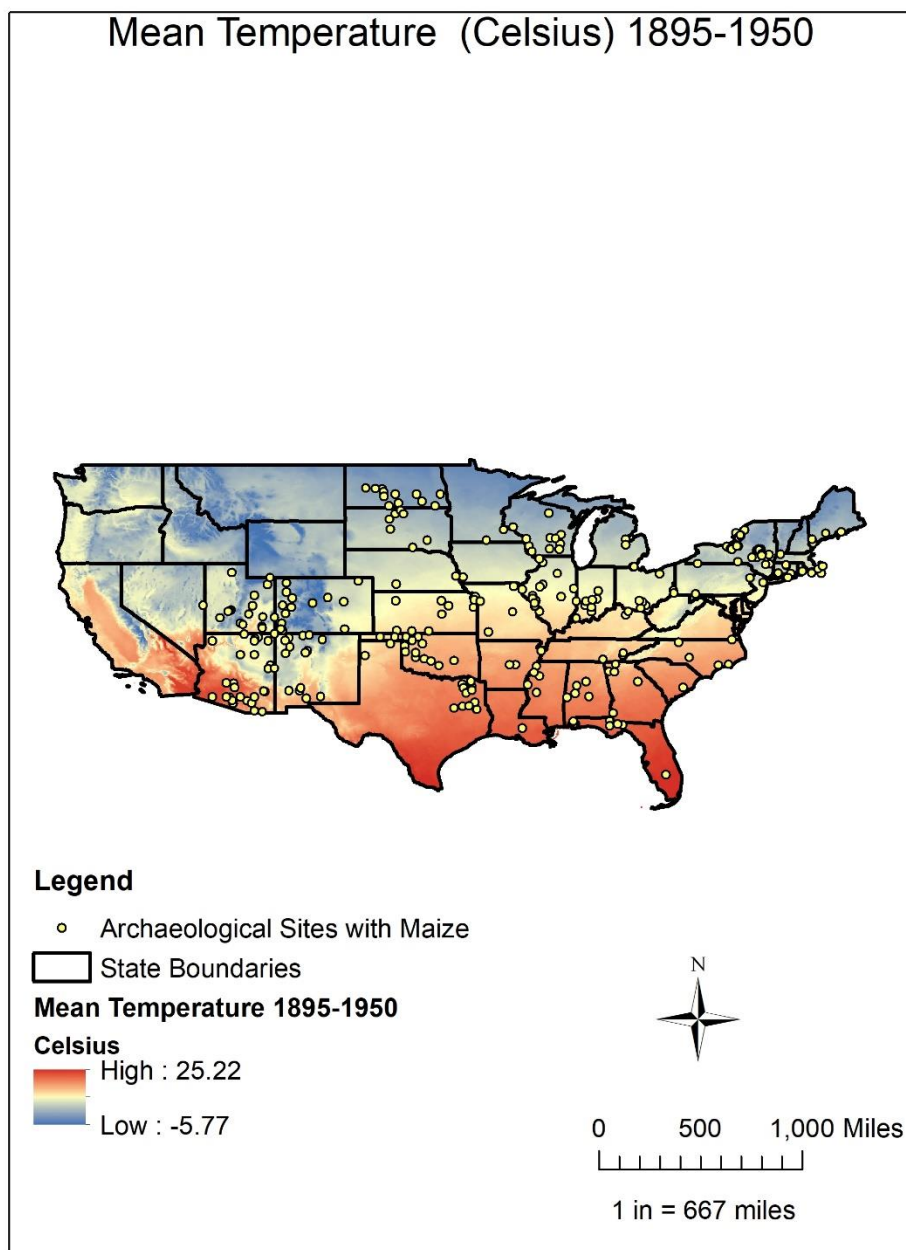 Mean Temperature (Celsius) 1895-1950
Legend
Archaeological Sites with Maize
State Boundaries
Mean Temperature 1895-1950
Celsius
High : 25.22
Low : -5.77
N
0 500 1,000 Miles
1 in = 667 miles